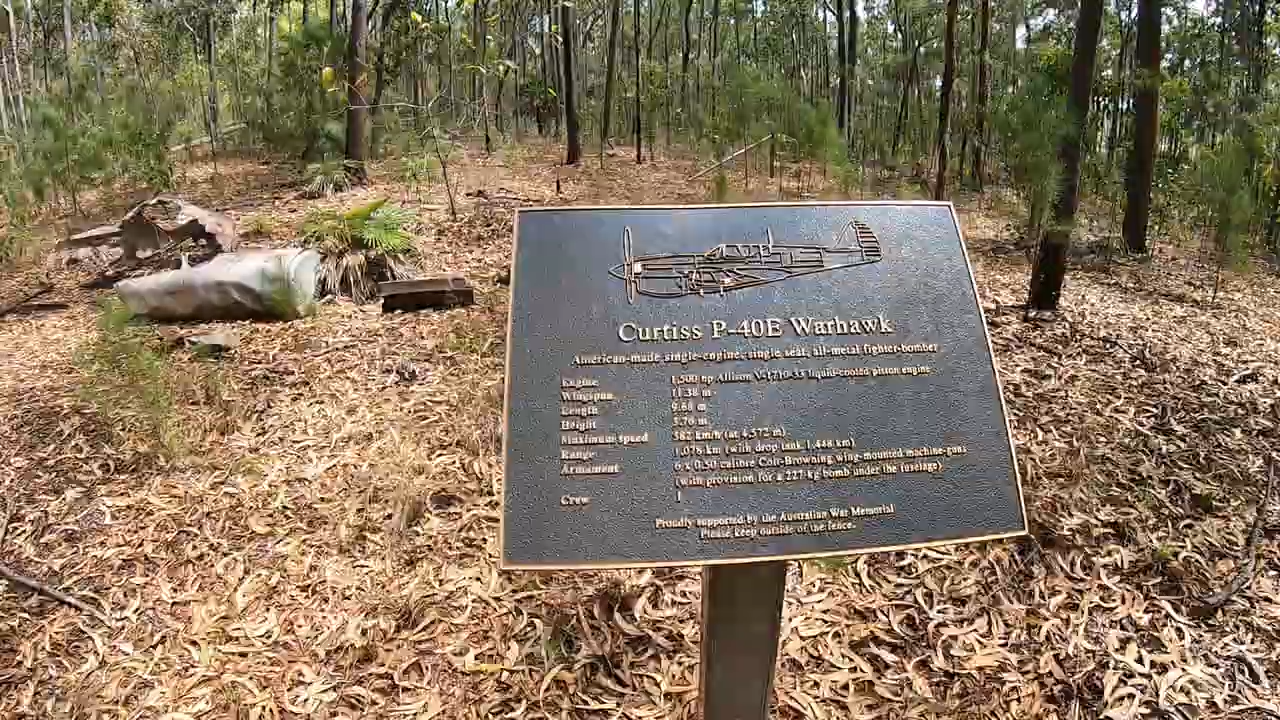 Curtiss P-40E Warhawk
American-made single-engine, single seat, all-metal fighter-bomber
Engine 1,500 hp Allison V-1710-35 liquid-cooled piston engine
Wingspan 11.38 m
Length 9.68 m
Height 3.76 m
Maximum speed 582 km/h (at 4,572 m)
Range 1,078 km (with drop tank 1,488 km)
Armament 6 x 0.50 calibre Colt-Browning wing-mounted machine-guns
(with provision for a 227 kg bomb under the fuselage)
Crew 1
Proudly supported by the Australian War Memorial
Please keep outside of the fence.